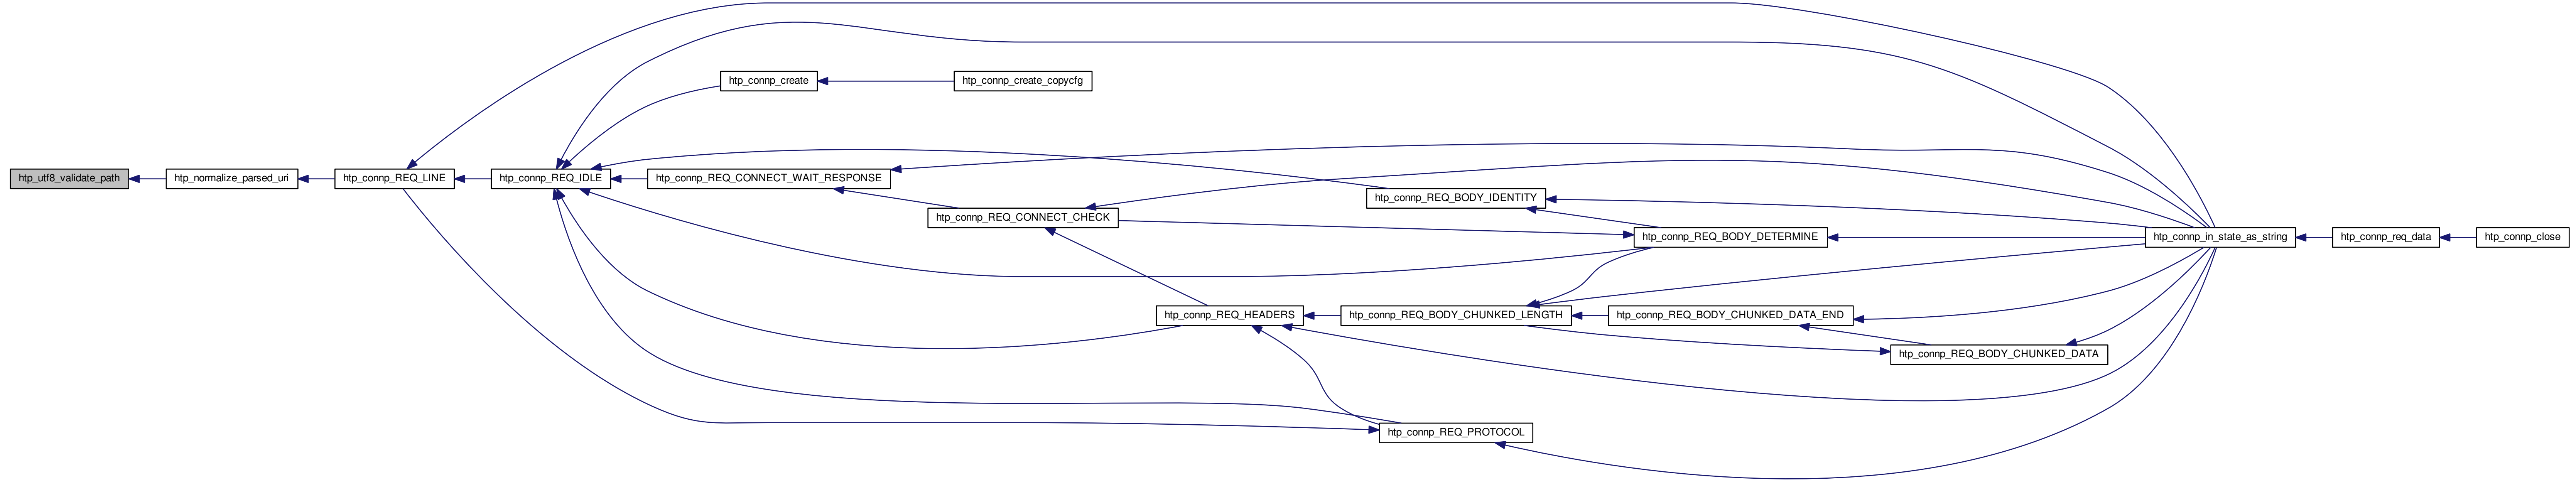 htp_utf8_validate_path
htp_normalize_parsed_uri
htp_connp_REQ_LINE
htp_connp_REQ_IDLE
htp_connp_create
htp_connp_create_copycfg
htp_connp_REQ_CONNECT_WAIT_RESPONSE
htp_connp_REQ_CONNECT_CHECK
htp_connp_REQ_HEADERS
htp_connp_REQ_BODY_IDENTITY
htp_connp_REQ_BODY_CHUNKED_LENGTH
htp_connp_REQ_PROTOCOL
htp_connp_REQ_BODY_DETERMINE
htp_connp_REQ_BODY_CHUNKED_DATA_END
htp_connp_REQ_BODY_CHUNKED_DATA
htp_connp_in_state_as_string
htp_connp_req_data
htp_connp_close